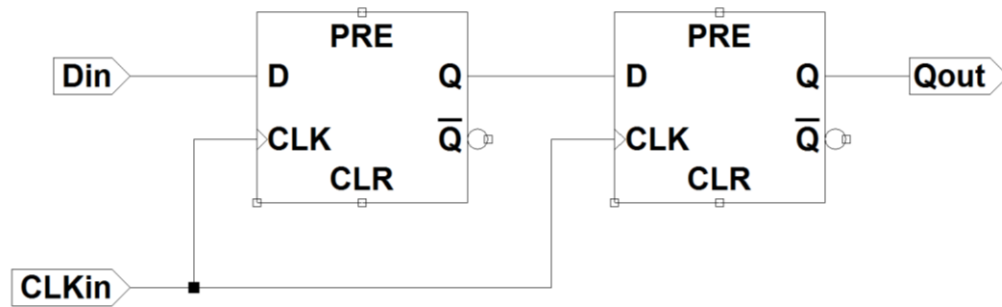 PRE PRE
Din D Q D Q Qout
CLK Q̅ CLK Q̅
CLR CLR
CLKin